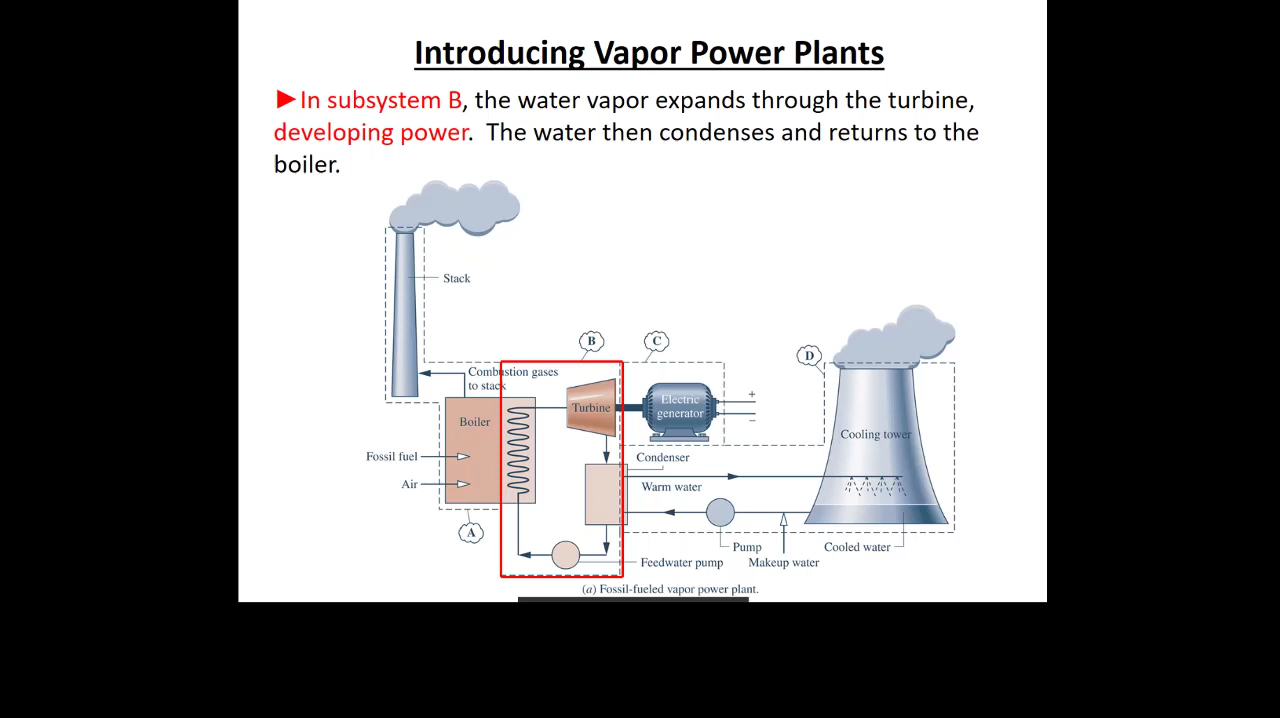 Introducing Vapor Power Plants
►In subsystem B, the water vapor expands through the turbine,
developing power. The water then condenses and returns to the
boiler.
Stack
B
C
D
Combustion gases
to stack
Turbine
Electric
generator
+
−
Boiler
Cooling tower
Fossil fuel
Condenser
Air
Warm water
A
Pump
Cooled water
Feedwater pump
Makeup water
(a) Fossil-fueled vapor power plant.